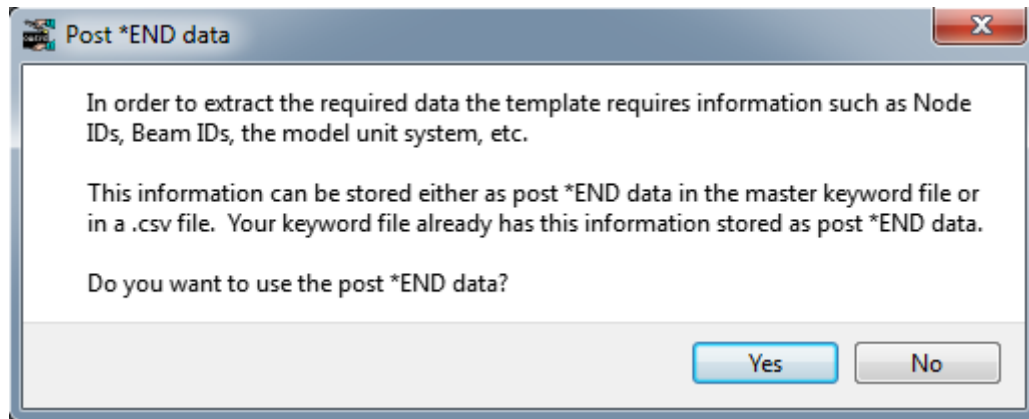 Post *END data
In order to extract the required data the template requires information such as Node
IDs, Beam IDs, the model unit system, etc.
This information can be stored either as post *END data in the master keyword file or
in a .csv file.  Your keyword file already has this information stored as post *END data.
Do you want to use the post *END data?
Yes
No